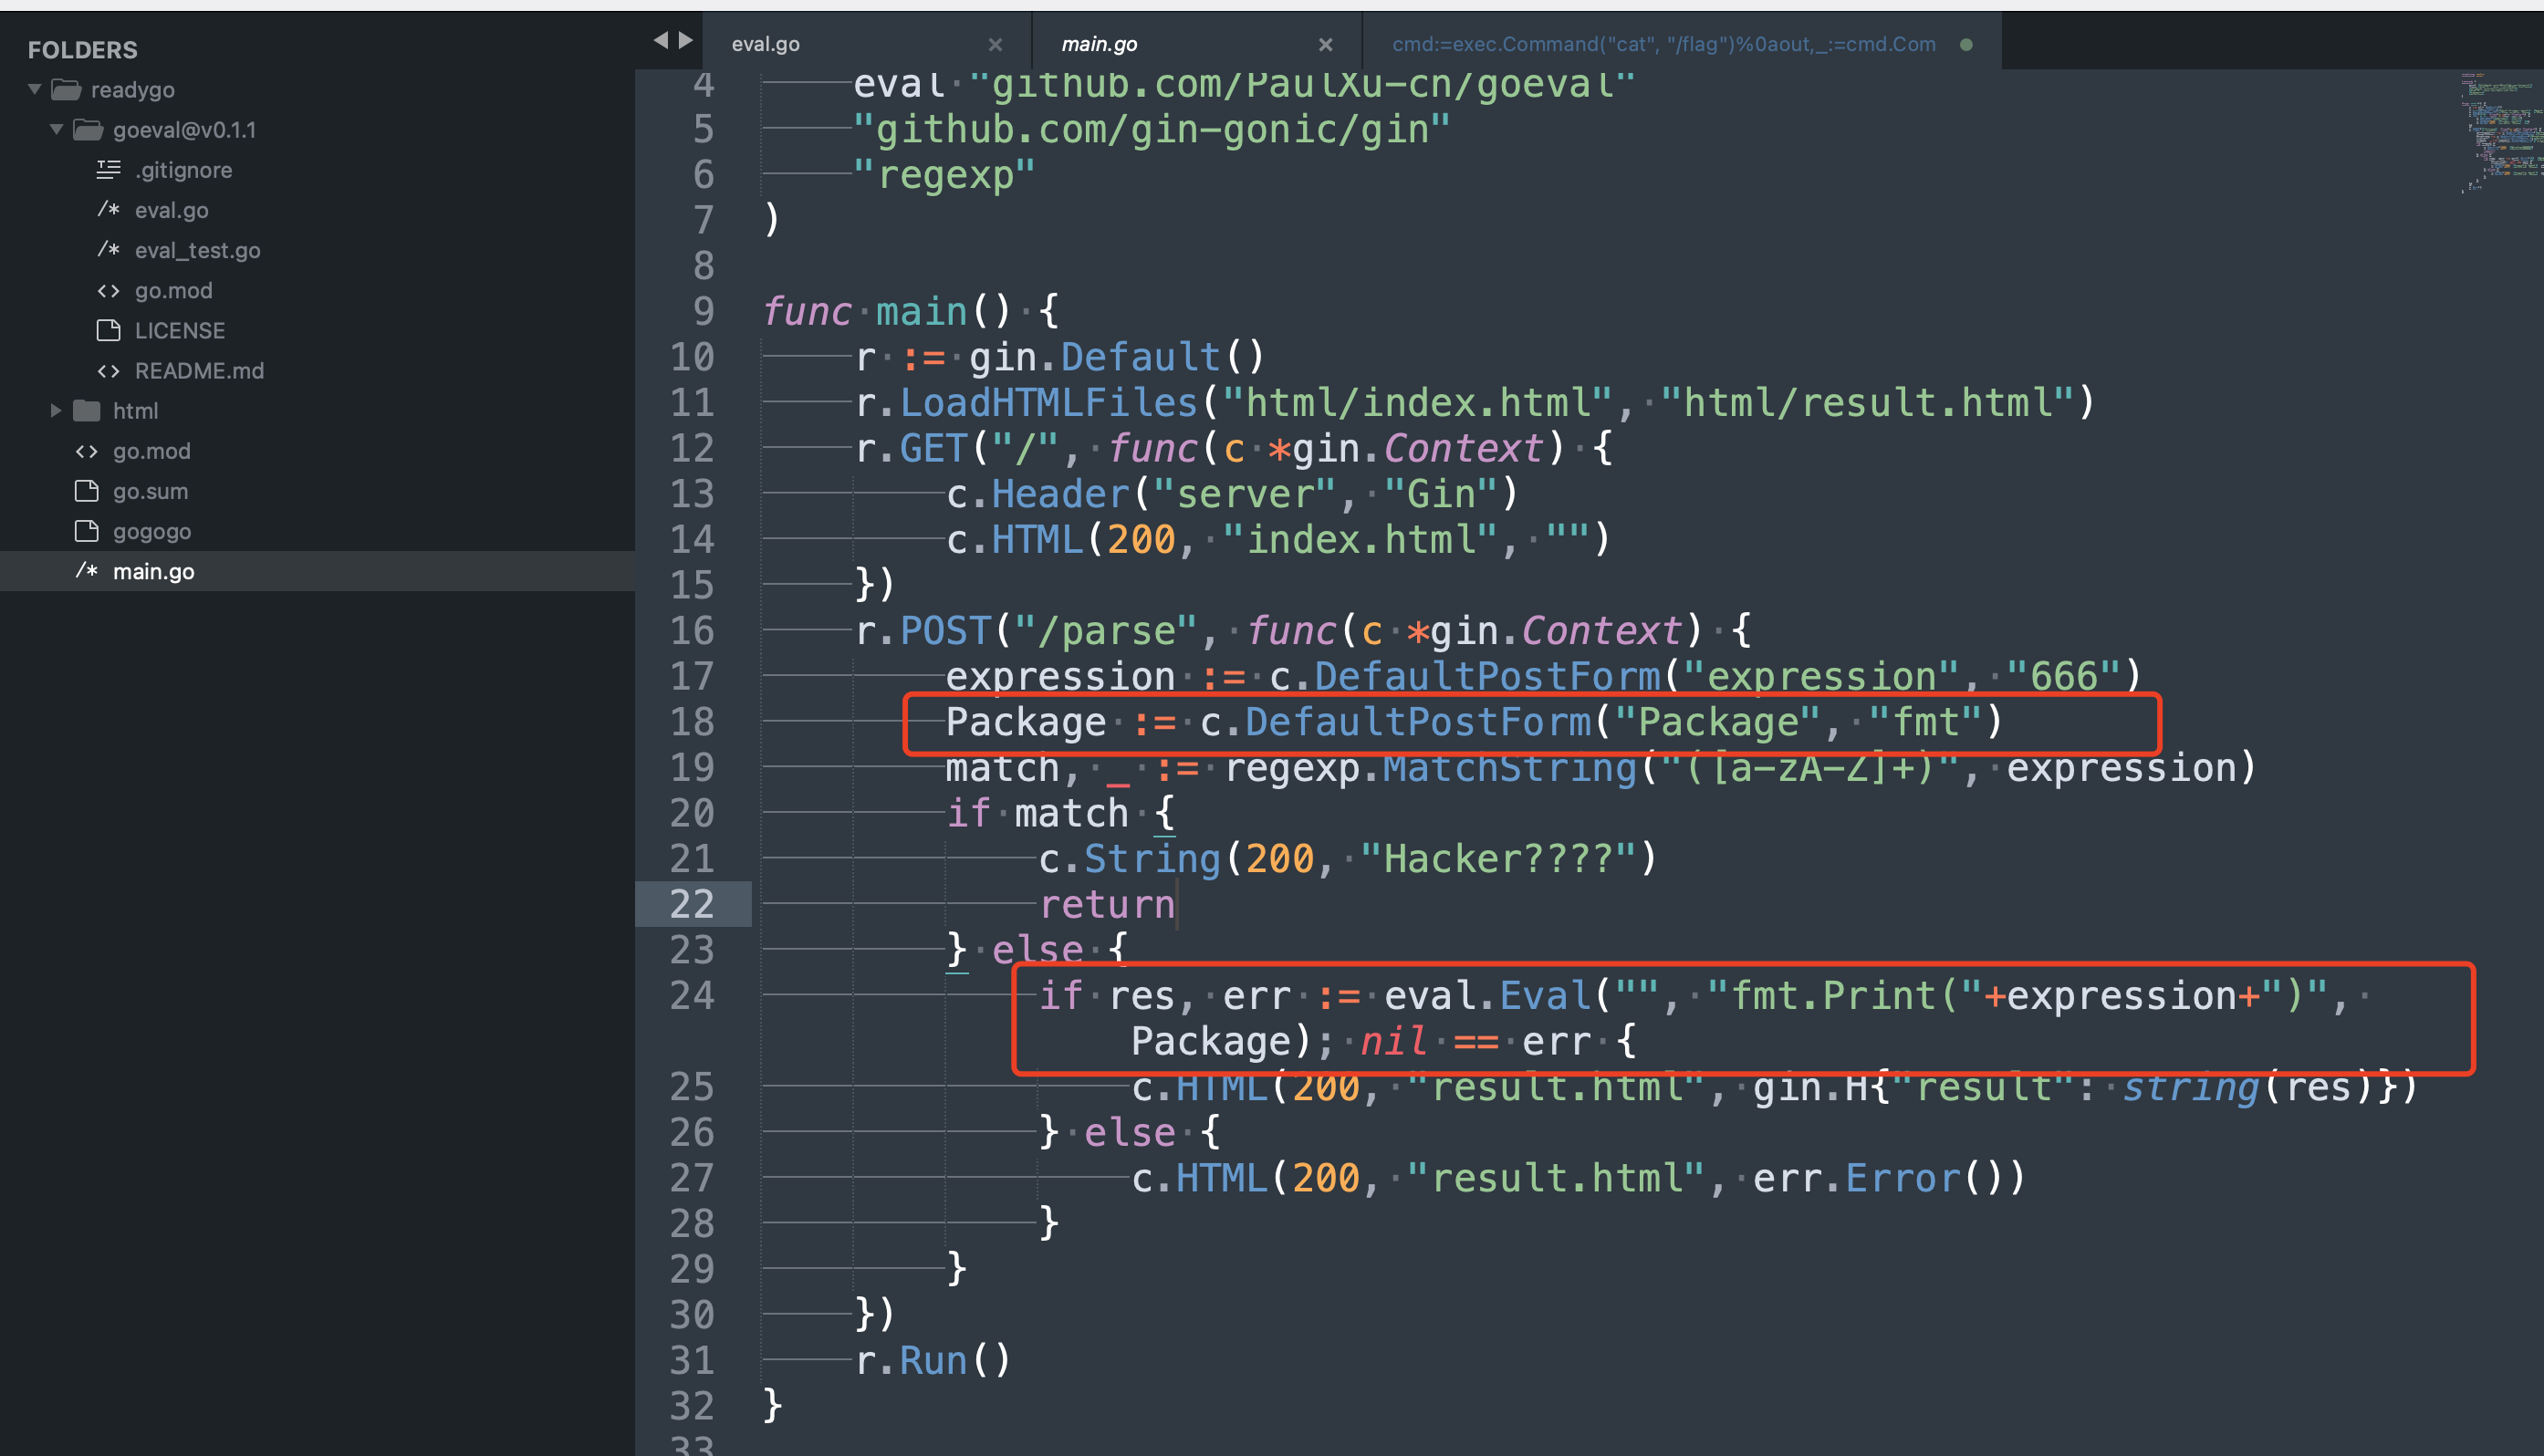 FOLDERS
readygo
goeval@v0.1.1
.gitignore
/* eval.go
/* eval_test.go
<> go.mod
LICENSE
<> README.md
html
<> go.mod
go.sum
gogogo
/* main.go
eval.go ×
main.go ×
cmd:=exec.Command("cat", "/flag")%0aout,_:=cmd.Com
4 eval "github.com/PaulXu-cn/goeval"
5 "github.com/gin-gonic/gin"
6 "regexp"
7 )
8
9 func main() {
10 r := gin.Default()
11 r.LoadHTMLFiles("html/index.html", "html/result.html")
12 r.GET("/", func(c *gin.Context) {
13 c.Header("server", "Gin")
14 c.HTML(200, "index.html", "")
15 })
16 r.POST("/parse", func(c *gin.Context) {
17 expression := c.DefaultPostForm("expression", "666")
18 Package := c.DefaultPostForm("Package", "fmt")
19 match, _ := regexp.MatchString("([a-zA-Z]+)", expression)
20 if match {
21 c.String(200, "Hacker????")
22 return
23 } else {
24 if res, err := eval.Eval("", "fmt.Print("+expression+")",
Package); nil == err {
25 c.HTML(200, "result.html", gin.H{"result": string(res)})
26 } else {
27 c.HTML(200, "result.html", err.Error())
28 }
29 }
30 })
31 r.Run()
32 }
33